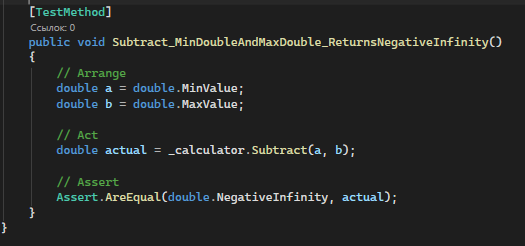 [TestMethod]
Ссылок: 0
public void Subtract_MinDoubleAndMaxDouble_ReturnsNegativeInfinity()
{
// Arrange
double a = double.MinValue;
double b = double.MaxValue;
// Act
double actual = _calculator.Subtract(a, b);
// Assert
Assert.AreEqual(double.NegativeInfinity, actual);
}
}